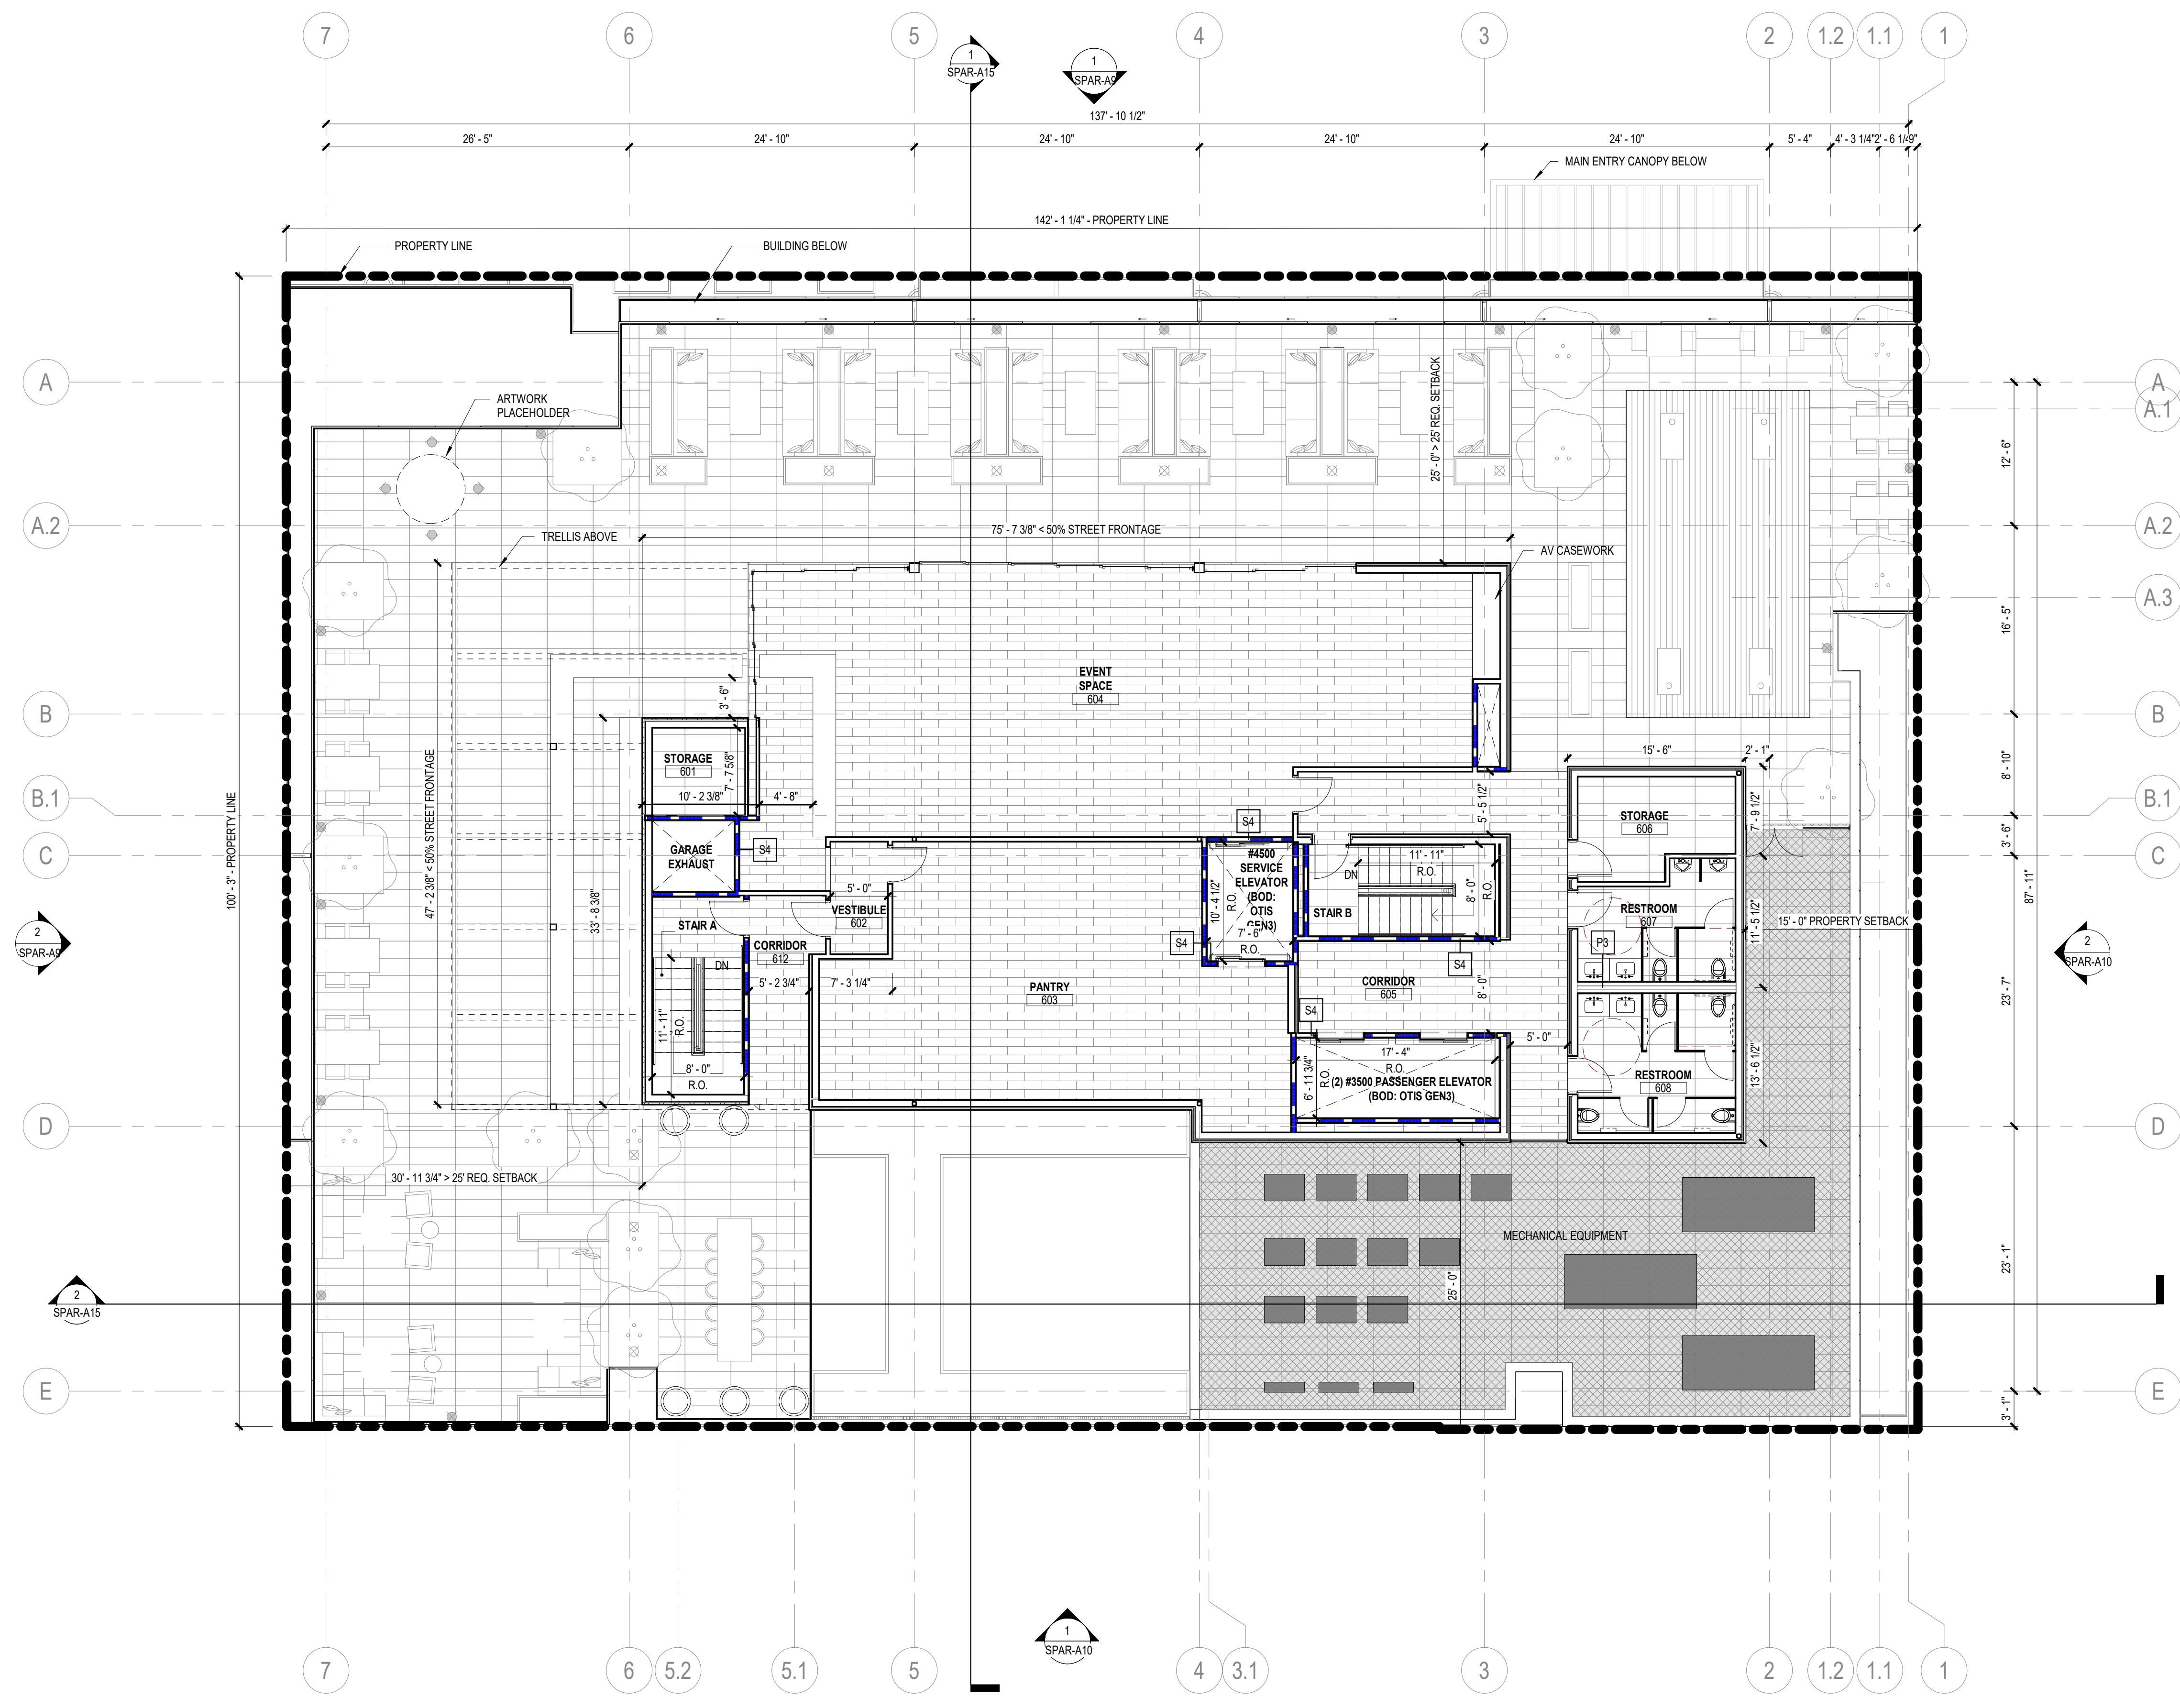 7
6
5
4
3
2
1.2
1.1
1
1
SPAR-A15
1
SPAR-A9
137' - 10 1/2"
26' - 5"
24' - 10"
24' - 10"
24' - 10"
24' - 10"
5' - 4"
4' - 3 1/4"
2' - 6 1/4"
9"
MAIN ENTRY CANOPY BELOW
142' - 1 1/4" - PROPERTY LINE
PROPERTY LINE
BUILDING BELOW
A
A
A.1
ARTWORK
PLACEHOLDER
25' - 0" > 25' REQ. SETBACK
12' - 6"
A.2
A.2
75' - 7 3/8" < 50% STREET FRONTAGE
TRELLIS ABOVE
AV CASEWORK
A.3
16' - 5"
EVENT
SPACE
604
B
B
3' - 6"
STORAGE
601
7' - 7 5/8"
10' - 2 3/8"
4' - 8"
15' - 6"
2' - 1"
8' - 10"
B.1
B.1
100' - 3" - PROPERTY LINE
47' - 2 3/8" < 50% STREET FRONTAGE
33' - 8 3/8"
5' - 5 1/2"
STORAGE
606
7' - 9 1/2"
3' - 6"
S4
C
C
GARAGE
EXHAUST
S4
#4500
SERVICE
ELEVATOR
(BOD:
OTIS
GEN3)
10' - 4 1/2"
R.O.
7' - 6"
R.O.
11' - 11"
R.O.
DN
8' - 0"
R.O.
STAIR B
87' - 11"
5' - 0"
VESTIBULE
602
STAIR A
RESTROOM
607
11' - 5 1/2"
15' - 0" PROPERTY SETBACK
CORRIDOR
612
S4
P3
S4
2
SPAR-A9
2
SPAR-A10
DN
5' - 2 3/4"
7' - 3 1/4"
PANTRY
603
CORRIDOR
605
8' - 0"
23' - 7"
S4
11' - 11"
R.O.
17' - 4"
R.O.
5' - 0"
8' - 0"
R.O.
6' - 11 3/4"
R.O.
(2) #3500 PASSENGER ELEVATOR
(BOD: OTIS GEN3)
RESTROOM
608
13' - 6 1/2"
D
D
30' - 11 3/4" > 25' REQ. SETBACK
MECHANICAL EQUIPMENT
25' - 0"
23' - 1"
2
SPAR-A15
E
E
3' - 1"
1
SPAR-A10
7
6
5.2
5.1
5
4
3.1
3
2
1.2
1.1
1